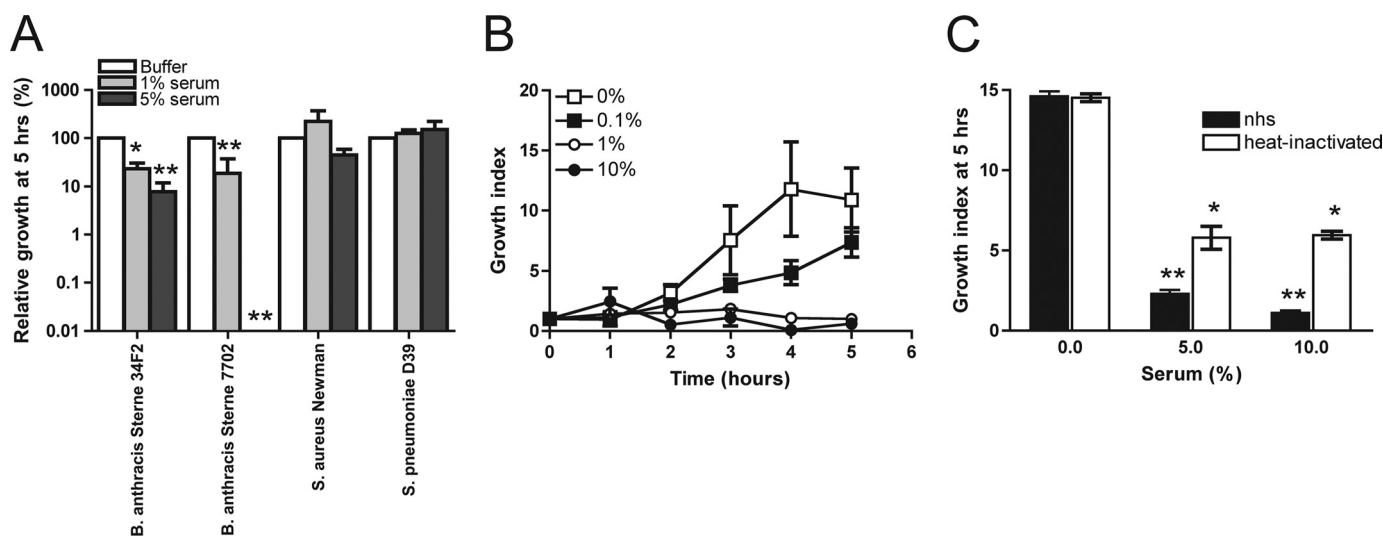 A
Relative growth at 5 hrs (%)
Buffer
1% serum
5% serum
1000
100
10
1
0.1
0.01
*
**
**
**
B. anthracis Sterne 34F2
B. anthracis Sterne 7702
S. aureus Newman
S. pneumoniae D39
B
Growth index
20
15
10
5
0
0%
0.1%
1%
10%
0 1 2 3 4 5 6
Time (hours)
C
Growth index at 5 hrs
15
10
5
0
nhs
heat-inactivated
**
*
**
*
0.0 5.0 10.0
Serum (%)